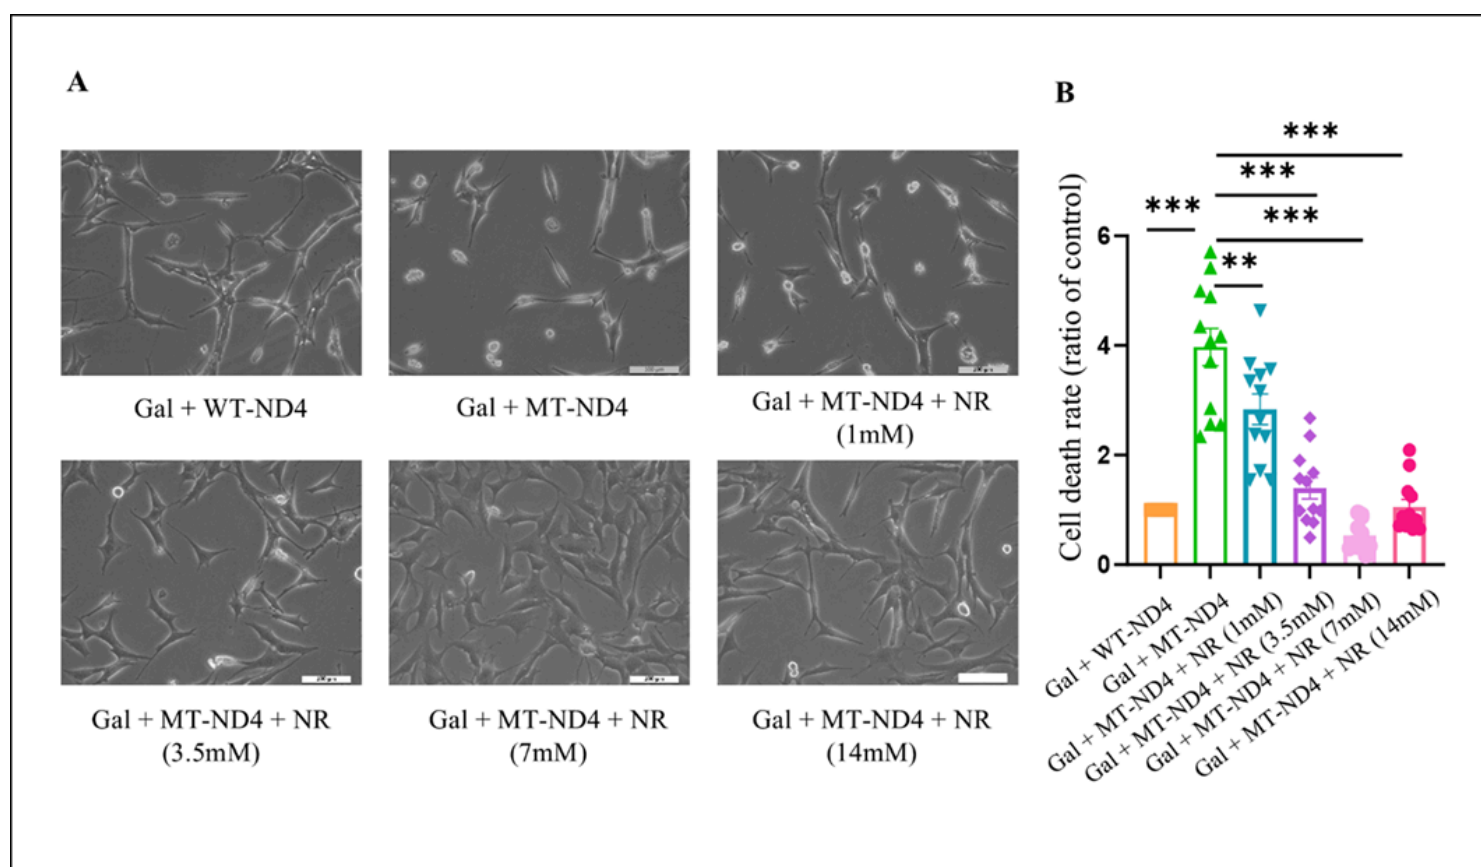 A
Gal + WT-ND4
Gal + MT-ND4
Gal + MT-ND4 + NR
(1mM)
Gal + MT-ND4 + NR
(3.5mM)
Gal + MT-ND4 + NR
(7mM)
Gal + MT-ND4 + NR
(14mM)
B
Cell death rate (ratio of control)
6
4
2
0
***
***
***
***
**
Gal + WT-ND4
Gal + MT-ND4
Gal + MT-ND4 + NR (1mM)
Gal + MT-ND4 + NR (3.5mM)
Gal + MT-ND4 + NR (7mM)
Gal + MT-ND4 + NR (14mM)